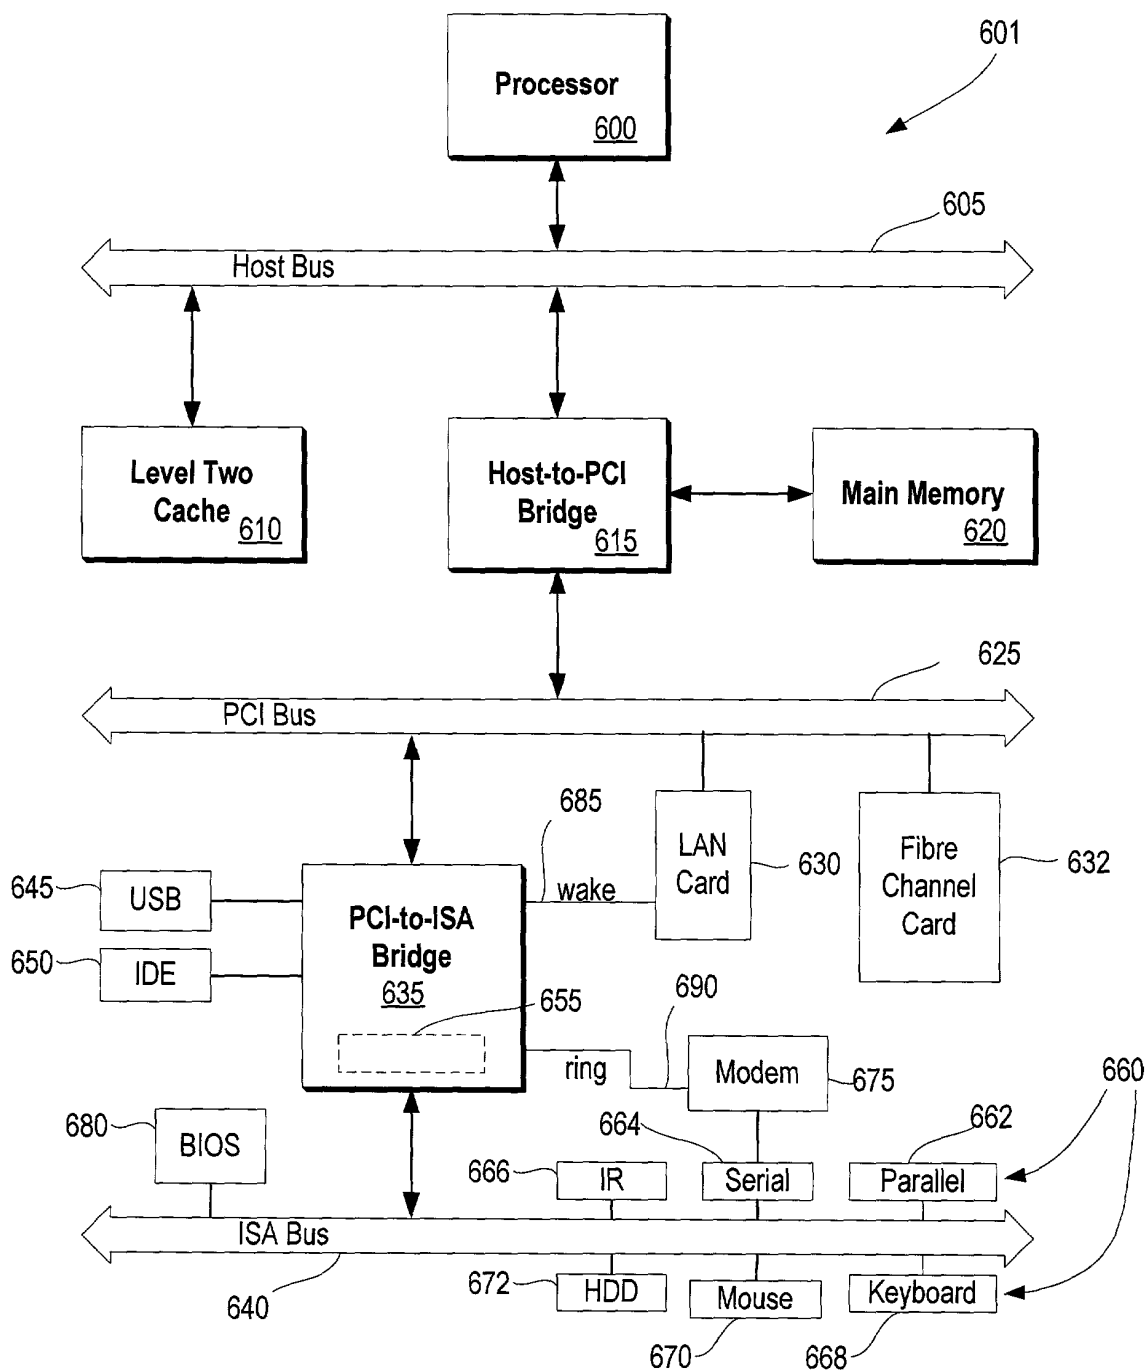 601
Processor
600
605
Host Bus
Level Two
Cache
610
Host-to-PCI
Bridge
615
Main Memory
620
625
PCI Bus
685
LAN
Card
630
Fibre
Channel
Card
632
645
USB
wake
PCI-to-ISA
Bridge
635
650
IDE
655
690
ring
Modem
675
660
680
BIOS
664
662
666
IR
Serial
Parallel
ISA Bus
672
HDD
Mouse
Keyboard
640
670
668